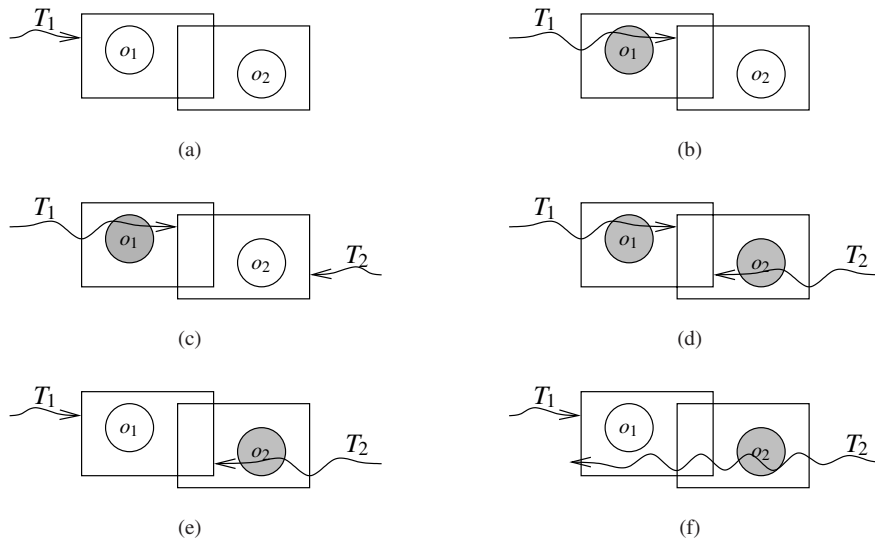 T1 o1 o2
T1 o1 o2
(a) (b)
T1 o1 o2 T2
T1 o1 o2 T2
(c) (d)
T1 o1 o2 T2
T1 o1 o2 T2
(e) (f)